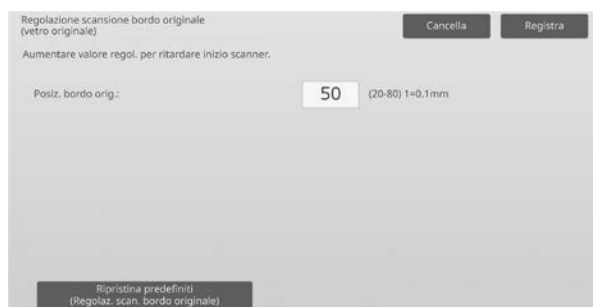 Regolazione scansione bordo originale
(vetro originale)
Cancella
Registra
Aumentare valore regol. per ritardare inizio scanner.
Posiz. bordo orig.:
50
(20-80) 1=0.1mm
Ripristina predefiniti
(Regolaz. scan. bordo originale)